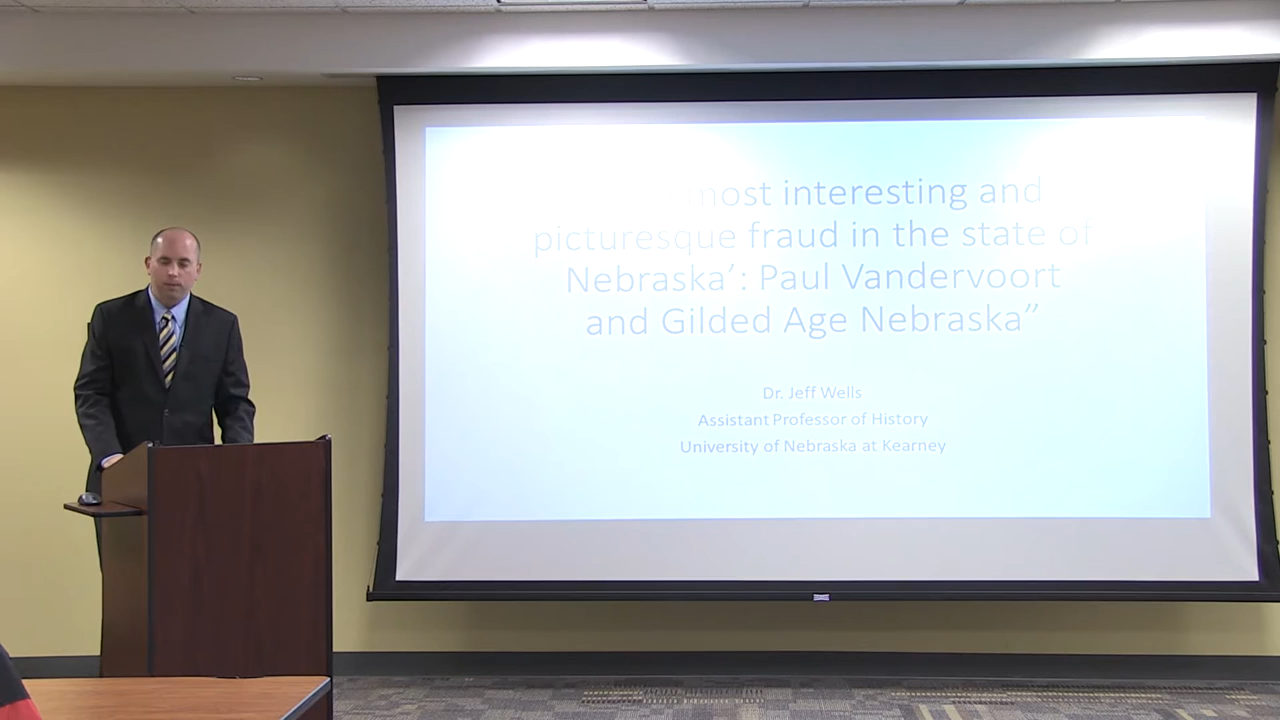 most interesting and
picturesque fraud in the state of
Nebraska’: Paul Vandervoort
and Gilded Age Nebraska”
Dr. Jeff Wells
Assistant Professor of History
University of Nebraska at Kearney